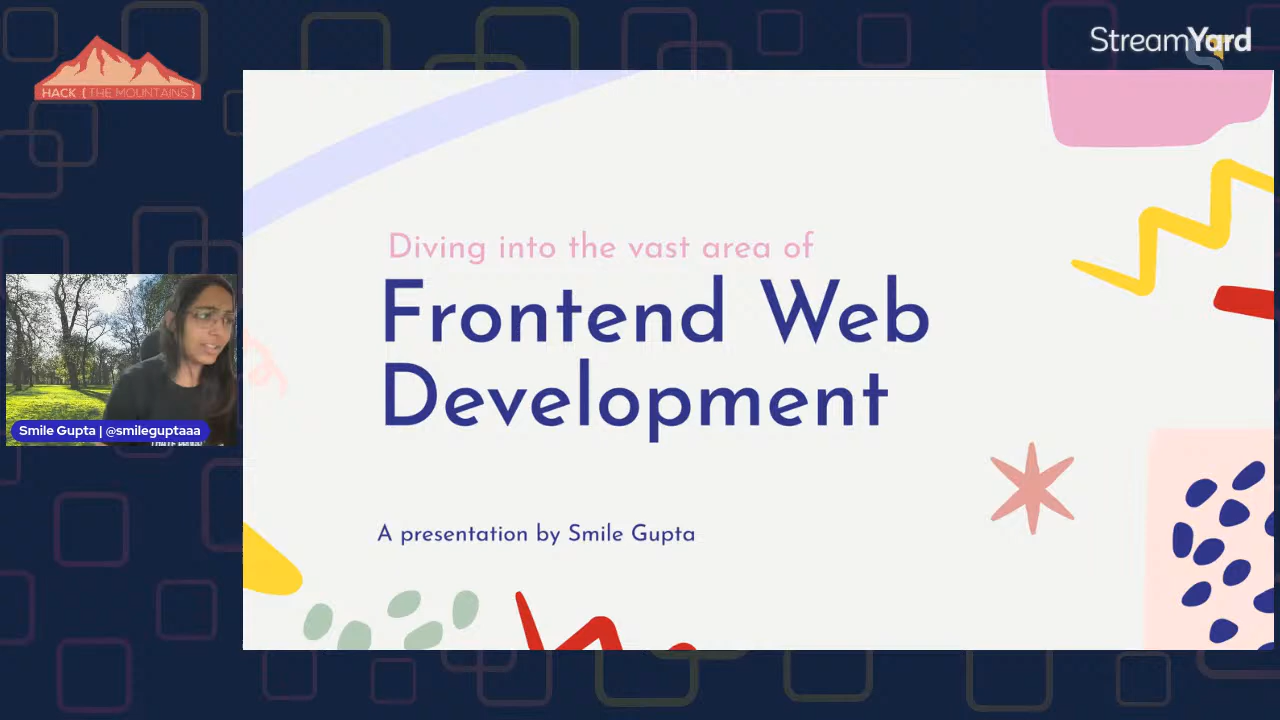 HACK { THE MOUNTAINS }
StreamYard
Diving into the vast area of
Frontend Web
Development
A presentation by Smile Gupta
Smile Gupta | @smileguptaaa